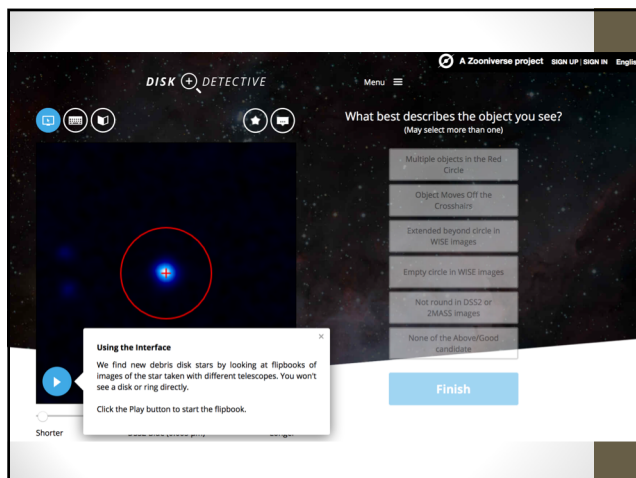 A Zooniverse project SIGN UP | SIGN IN
DISK DETECTIVE
Menu
What best describes the object you see?
(May select more than one)
Multiple objects in the Red
Circle
Object Moves Off the
Crosshairs
Extended beyond circle in
WISE images
Empty circle in WISE images
Not round in DSS2 or
2MASS images
None of the Above/Good
candidate
Finish
Using the Interface
We find new debris disk stars by looking at flipbooks of
images of the star taken with different telescopes. You won't
see a disk or ring directly.
Click the Play button to start the flipbook.
Shorter